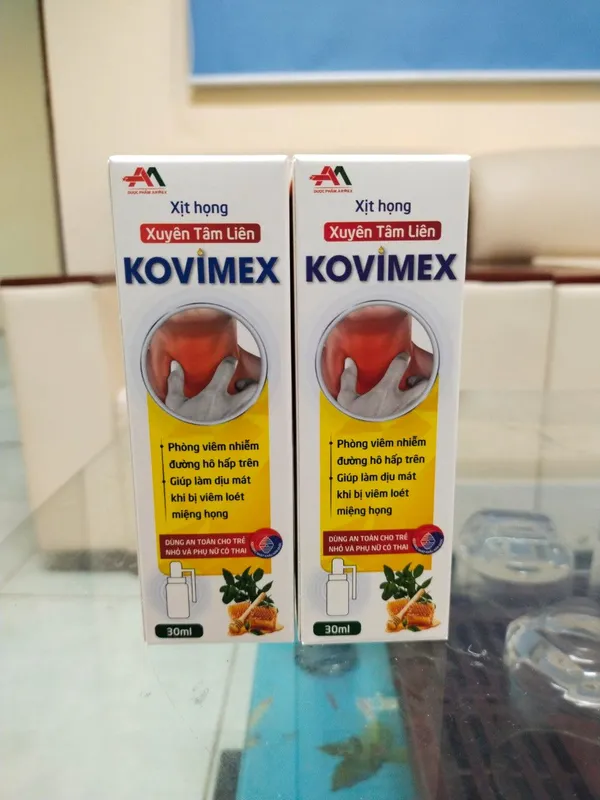 DƯỢC PHẨM ARMEX
Xịt họng
Xuyên Tâm Liên
KOVIMEX
• Phòng viêm nhiễm
đường hô hấp trên
• Giúp làm dịu mát
khi bị viêm loét
miệng họng
DÙNG AN TOÀN CHO TRẺ
NHỎ VÀ PHỤ NỮ CÓ THAI
30ml
Xịt họng
Xuyên Tâm Liên
KOVIMEX
• Phòng viêm nhiễm
đường hô hấp trên
• Giúp làm dịu mát
khi bị viêm loét
miệng họng
DÙNG AN TOÀN CHO TRẺ
NHỎ VÀ PHỤ NỮ CÓ THAI
30ml